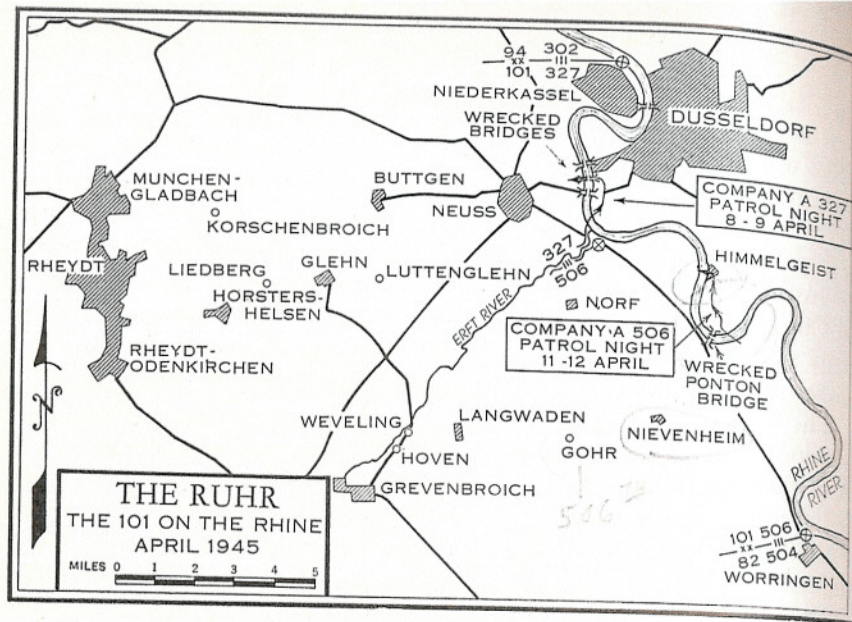 94 302
xx III
101 327
NIEDERKASSEL
WRECKED
BRIDGES
DUSSELDORF
MUNCHEN-
GLADBACH
BUTTGEN
NEUSS
KORSCHENBROICH
COMPANY A 327
PATROL NIGHT
8 - 9 APRIL
RHEYDT
LIEDBERG
GLEHN
LUTTENGLEHN
HORSTERS-
HELSEN
327
III
506
HIMMELGEIST
ERFT RIVER
NORF
COMPANY A 506
PATROL NIGHT
11 -12 APRIL
RHEYDT-
ODENKIRCHEN
WRECKED
PONTON
BRIDGE
WEVELING
LANGWADEN
NIEVENHEIM
HOVEN
GOHR
GREVENBROICH
RHINE
RIVER
N
506
THE RUHR
THE 101 ON THE RHINE
APRIL 1945
MILES 0 1 2 3 4 5
101 506
xx III
82 504
WORRINGEN